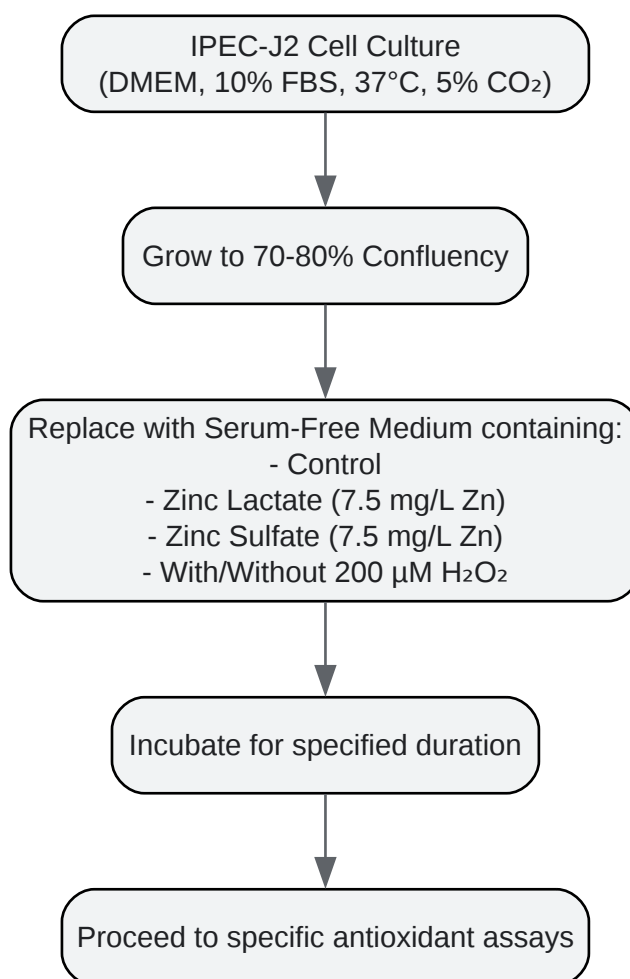 IPEC-J2 Cell Culture
(DMEM, 10% FBS, 37°C, 5% CO₂)
Grow to 70-80% Confluency
Replace with Serum-Free Medium containing:
- Control
- Zinc Lactate (7.5 mg/L Zn)
- Zinc Sulfate (7.5 mg/L Zn)
- With/Without 200 µM H₂O₂
Incubate for specified duration
Proceed to specific antioxidant assays